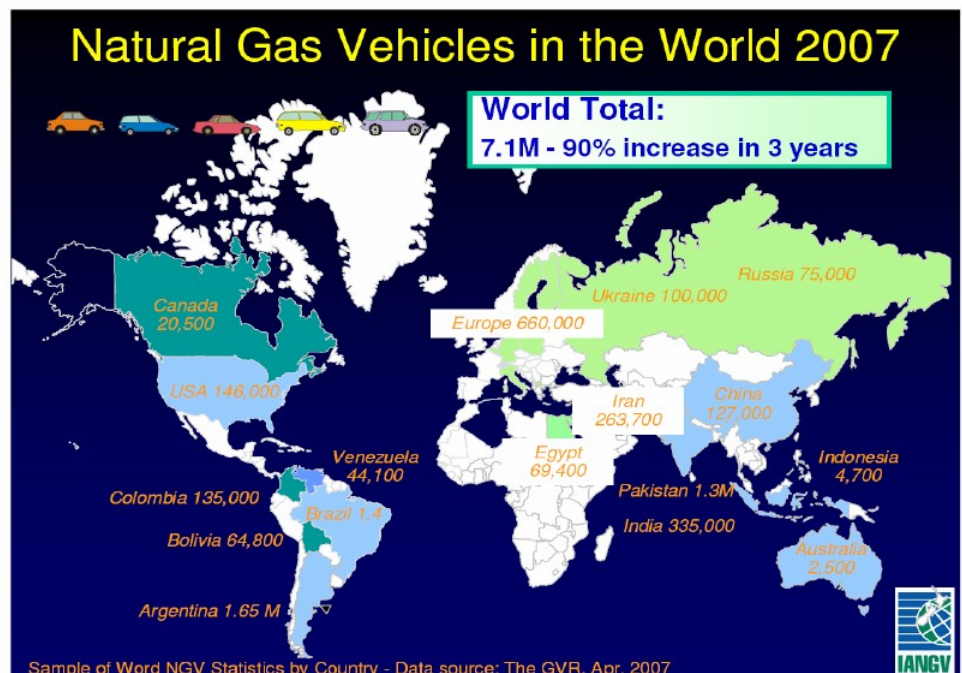 Natural Gas Vehicles in the World 2007
World Total:
7.1M - 90% increase in 3 years
Russia 75,000
Ukraine 100,000
Canada
20,500
Europe 660,000
USA 146,000
Iran
263,700
China
127,000
Egypt
69,400
Venezuela
44,100
Indonesia
4,700
Colombia 135,000
Pakistan 1.3M
Brazil 1.4
India 335,000
Bolivia 64,800
Australia
2,500
Argentina 1.65 M
Sample of Word NGV Statistics by Country - Data source: The GVR, Apr. 2007
IANGV